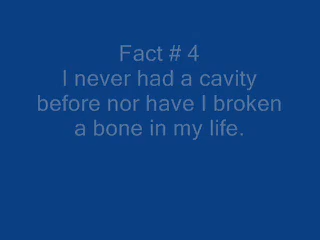 Fact # 4
I never had a cavity
before nor have I broken
a bone in my life.